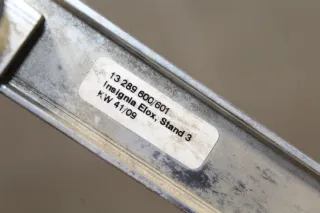 13 289 600/601
Insignia Elox, Stand 3
KW 41/09